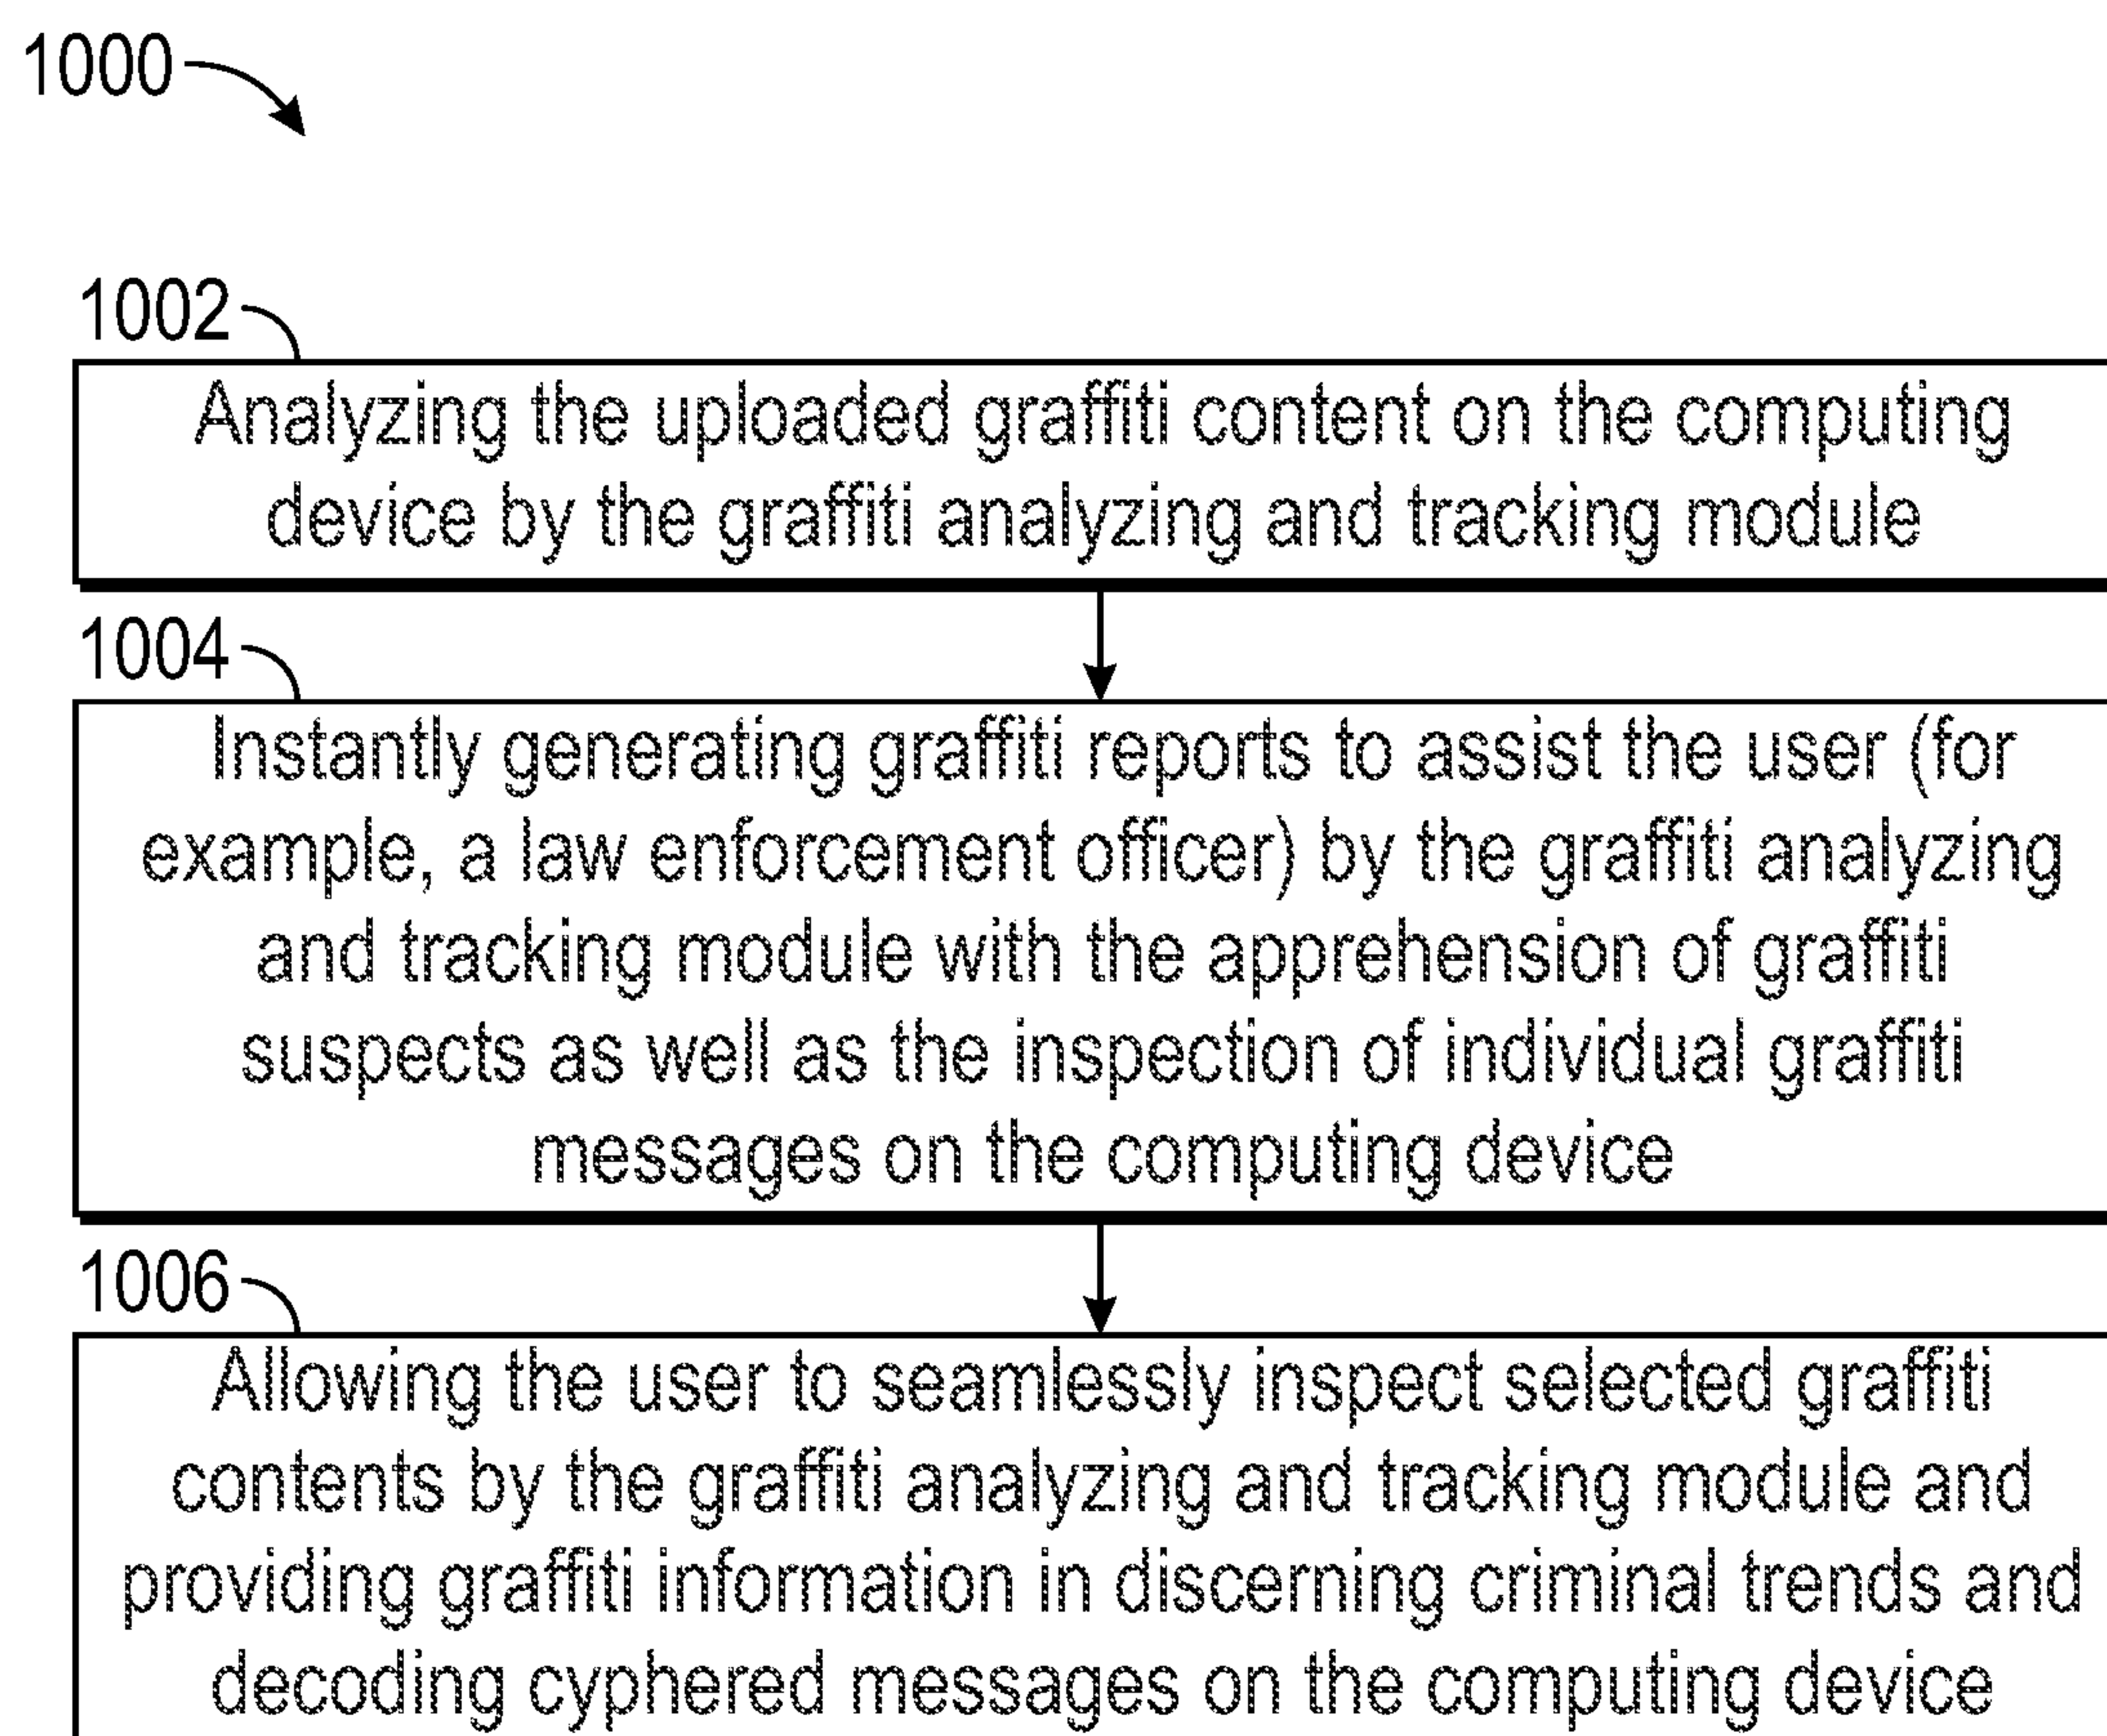 1000
1002
Analyzing the uploaded graffiti content on the computing
device by the graffiti analyzing and tracking module
1004
Instantly generating graffiti reports to assist the user (for
example, a law enforcement officer) by the graffiti analyzing
and tracking module with the apprehension of graffiti
suspects as well as the inspection of individual graffiti
messages on the computing device
1006
Allowing the user to seamlessly inspect selected graffiti
contents by the graffiti analyzing and tracking module and
providing graffiti information in discerning criminal trends and
decoding cyphered messages on the computing device